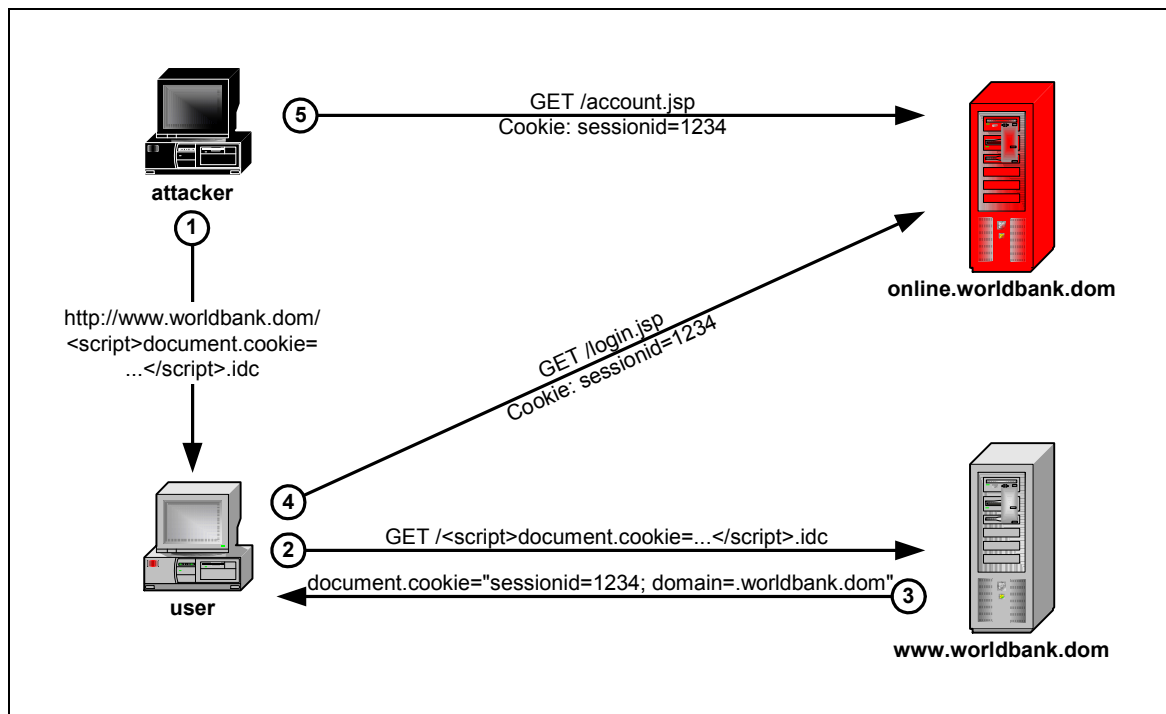 5
GET /account.jsp
Cookie: sessionid=1234
attacker
1
online.worldbank.dom
http://www.worldbank.dom/
<script>document.cookie=
...</script>.idc
GET /login.jsp
Cookie: sessionid=1234
4
2
GET /<script>document.cookie=...</script>.idc
document.cookie="sessionid=1234; domain=.worldbank.dom"
3
user
www.worldbank.dom